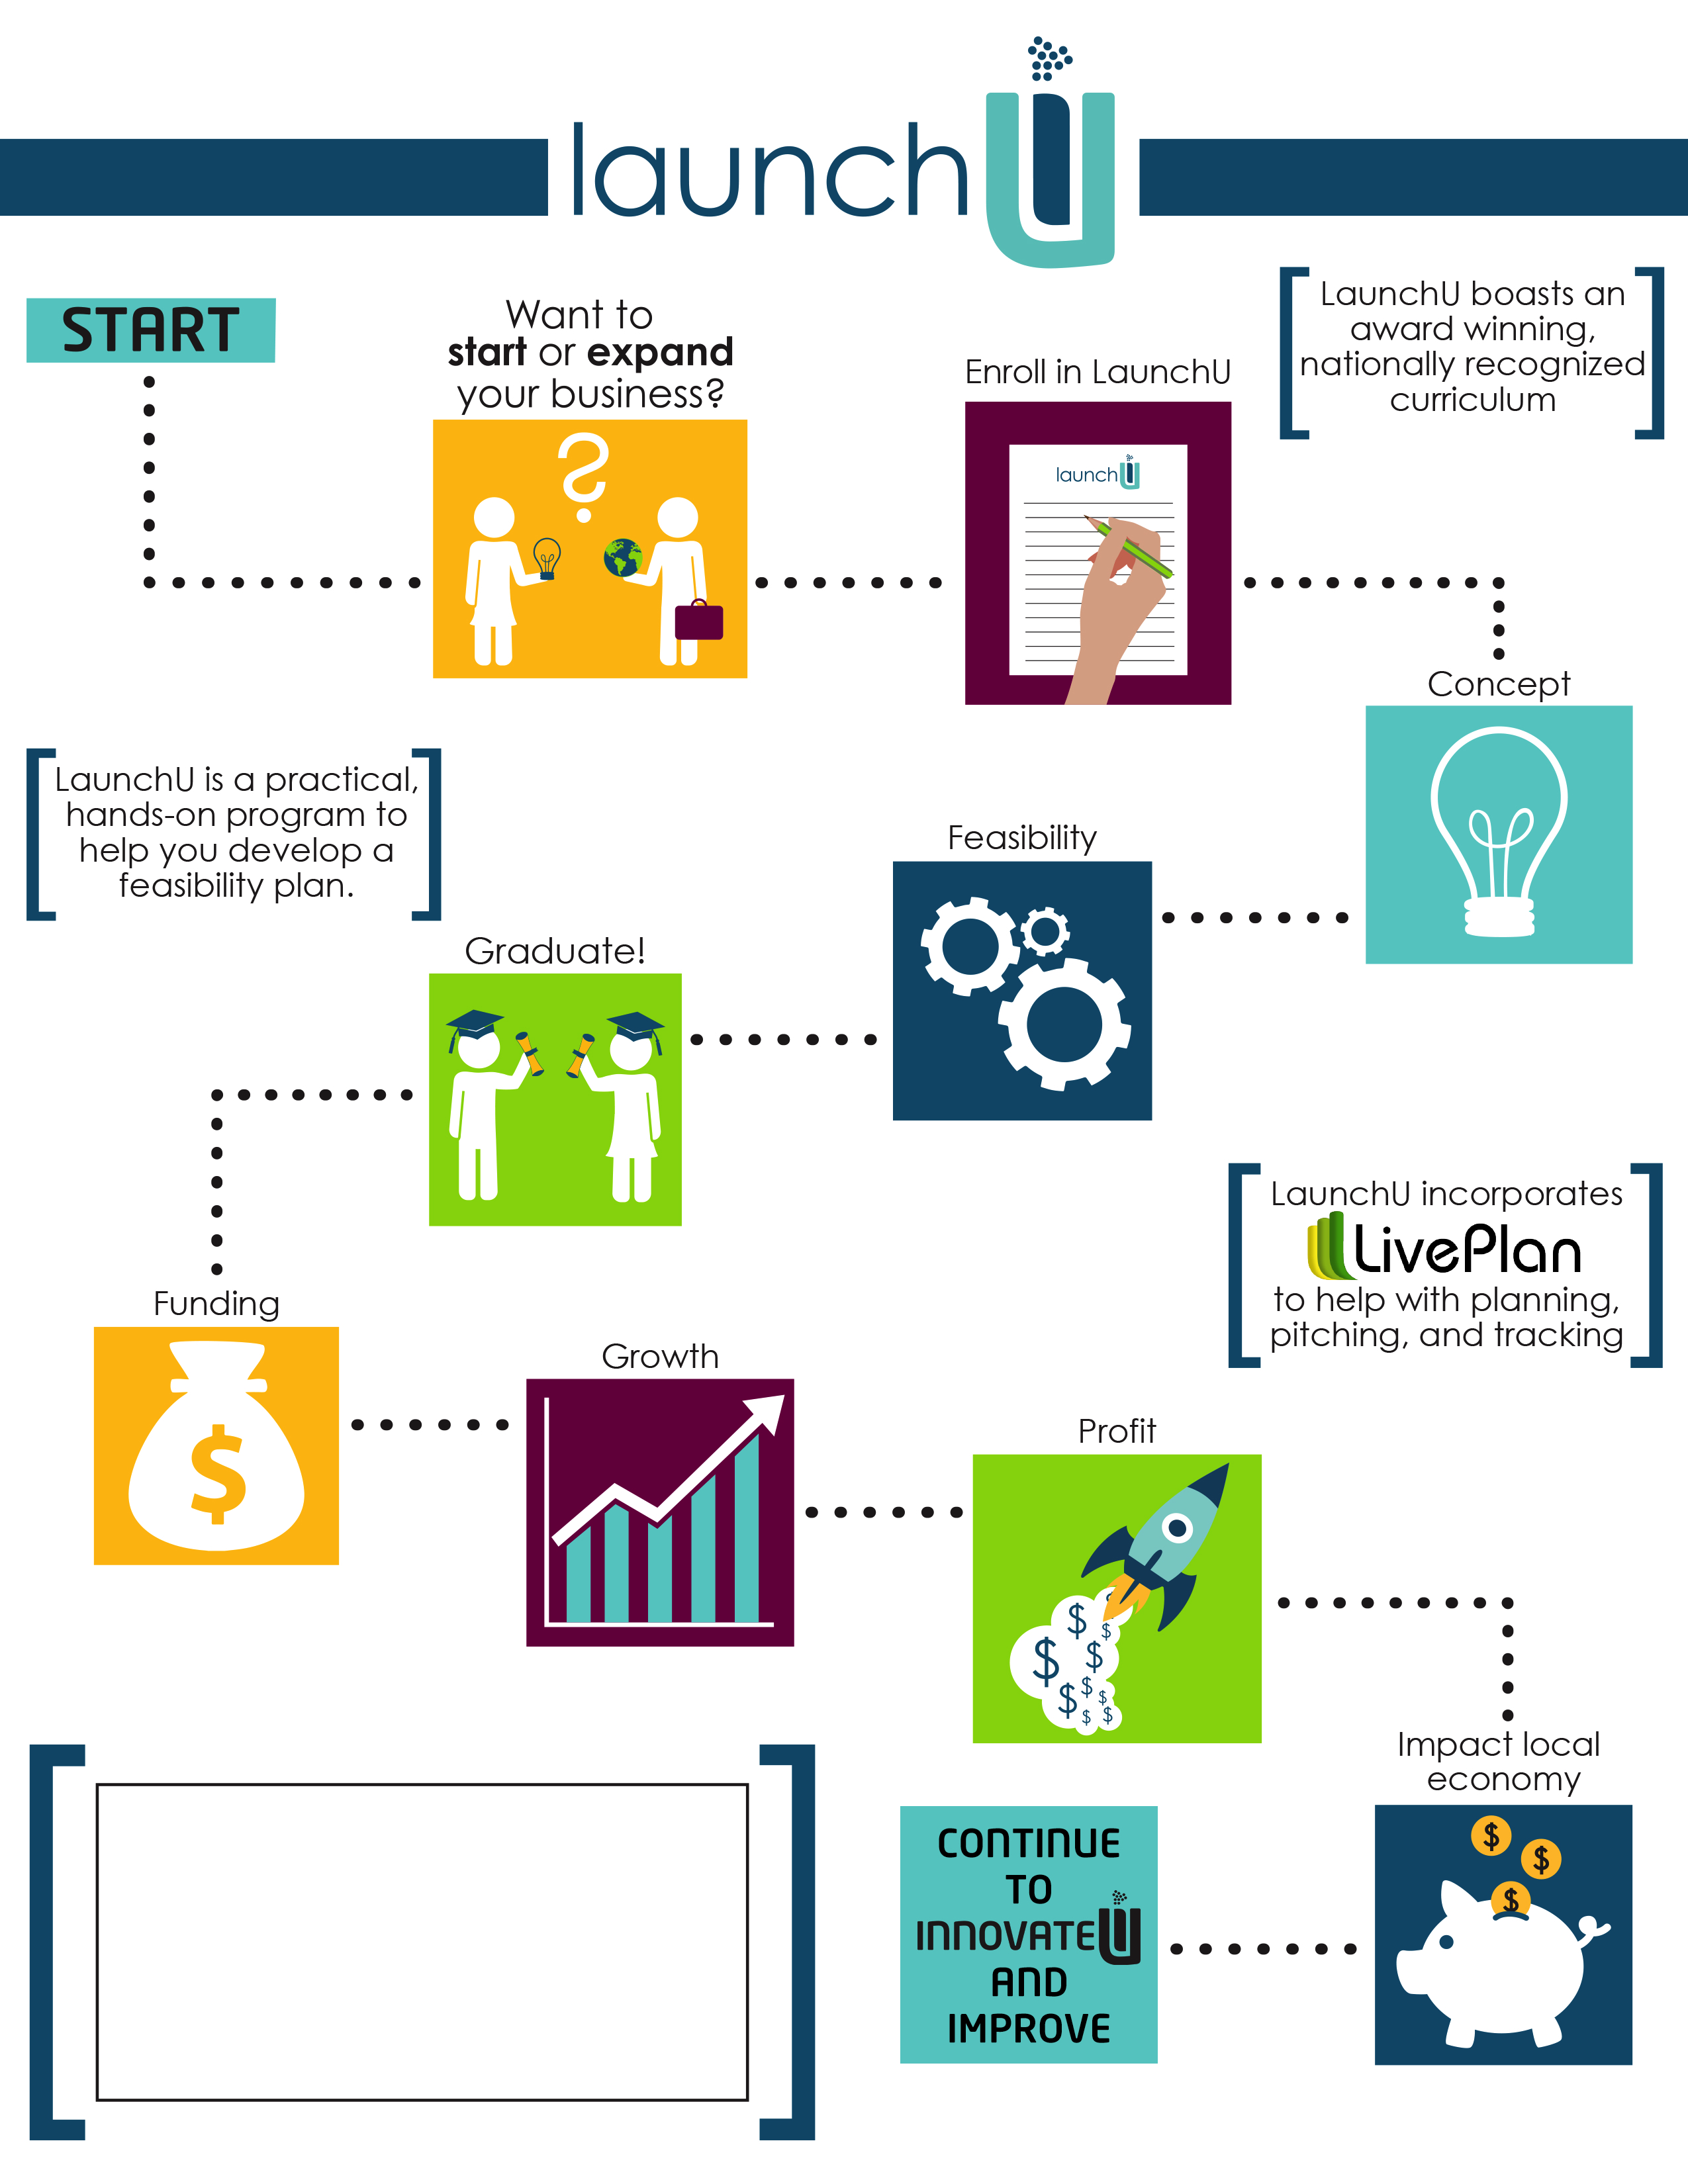 launchU
START
Want to
start or expand
your business?
Enroll in LaunchU
launchU
LaunchU boasts an
award winning,
nationally recognized
curriculum
Concept
LaunchU is a practical,
hands-on program to
help you develop a
feasibility plan.
Feasibility
Graduate!
LaunchU incorporates
LivePlan
to help with planning,
pitching, and tracking
Funding
$
Growth
Profit
$
$
$
$
$
$
$
$
$
Impact local
economy
$
$
$
CONTINUE
TO
INNOVATE U
AND
IMPROVE